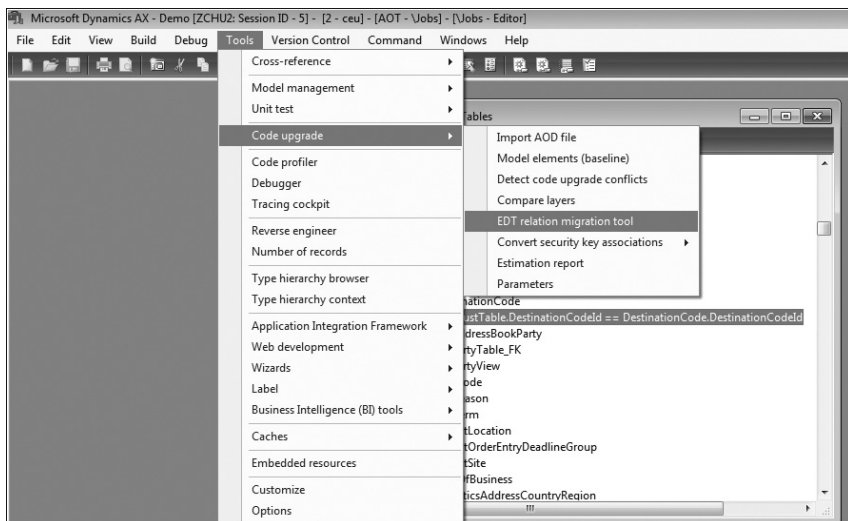 Microsoft Dynamics AX - Demo [ZCHU2: Session ID - 5] - [2 - ceu] - [AOT - \Jobs] - [\Jobs - Editor]
File Edit View Build Debug Tools Version Control Command Windows Help
Cross-reference
Model management
Unit test
Code upgrade
Code profiler
Debugger
Tracing cockpit
Reverse engineer
Number of records
Type hierarchy browser
Type hierarchy context
Application Integration Framework
Web development
Wizards
Label
Business Intelligence (BI) tools
Caches
Embedded resources
Customize
Options
Tables
Import AOD file
Model elements (baseline)
Detect code upgrade conflicts
Compare layers
EDT relation migration tool
Convert security key associations
Estimation report
Parameters
nationCode
ustTable.DestinationCodeId == DestinationCode.DestinationCodeId
dressBookParty
rtyTable_FK
rtyView
ode
ason
rm
tLocation
tOrderEntryDeadlineGroup
tSite
fBusiness
ticsAddressCountryRegion